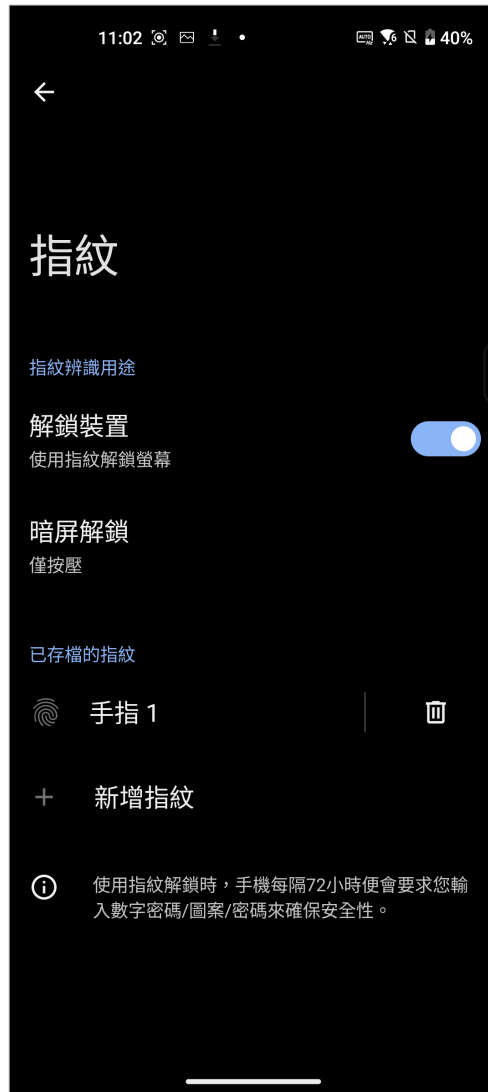 11:02
40%
指紋
指紋辨識用途
解鎖裝置
使用指紋解鎖螢幕
暗屏解鎖
僅按壓
已存檔的指紋
手指 1
新增指紋
使用指紋解鎖時，手機每隔72小時便會要求您輸
入數字密碼/圖案/密碼來確保安全性。